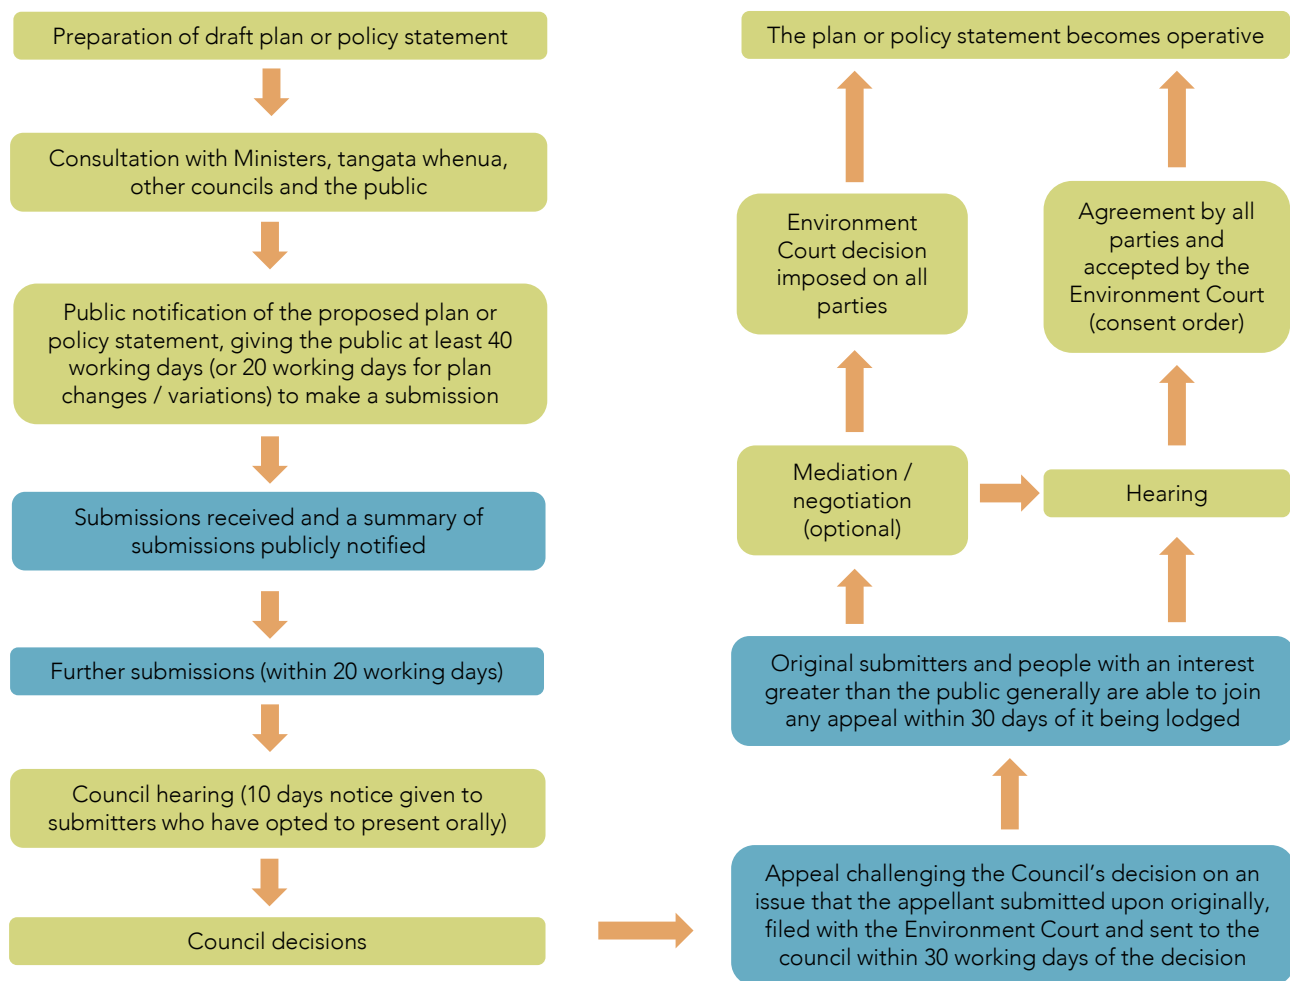 Preparation of draft plan or policy statement
Consultation with Ministers, tangata whenua,
other councils and the public
Public notification of the proposed plan or
policy statement, giving the public at least 40
working days (or 20 working days for plan
changes / variations) to make a submission
Submissions received and a summary of
submissions publicly notified
Further submissions (within 20 working days)
Council hearing (10 days notice given to
submitters who have opted to present orally)
Council decisions
Appeal challenging the Council’s decision on an
issue that the appellant submitted upon originally,
filed with the Environment Court and sent to the
council within 30 working days of the decision
Original submitters and people with an interest
greater than the public generally are able to join
any appeal within 30 days of it being lodged
Mediation /
negotiation
(optional)
Hearing
Environment
Court decision
imposed on all
parties
Agreement by all
parties and
accepted by the
Environment Court
(consent order)
The plan or policy statement becomes operative